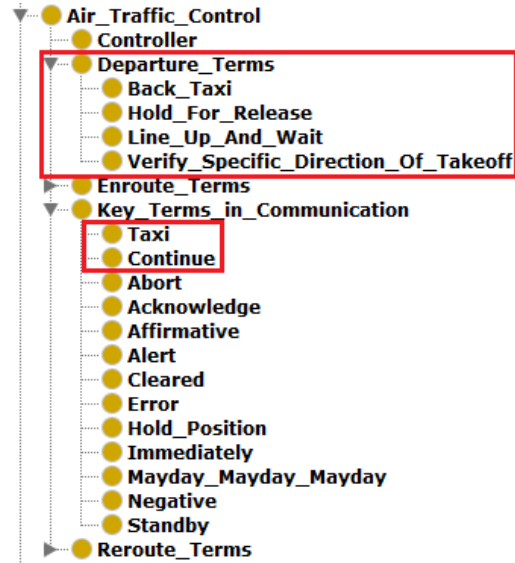 Air_Traffic_Control
Controller
Departure_Terms
Back_Taxi
Hold_For_Release
Line_Up_And_Wait
Verify_Specific_Direction_Of_Takeoff
Enroute_Terms
Key_Terms_in_Communication
Taxi
Continue
Abort
Acknowledge
Affirmative
Alert
Cleared
Error
Hold_Position
Immediately
Mayday_Mayday_Mayday
Negative
Standby
Reroute_Terms